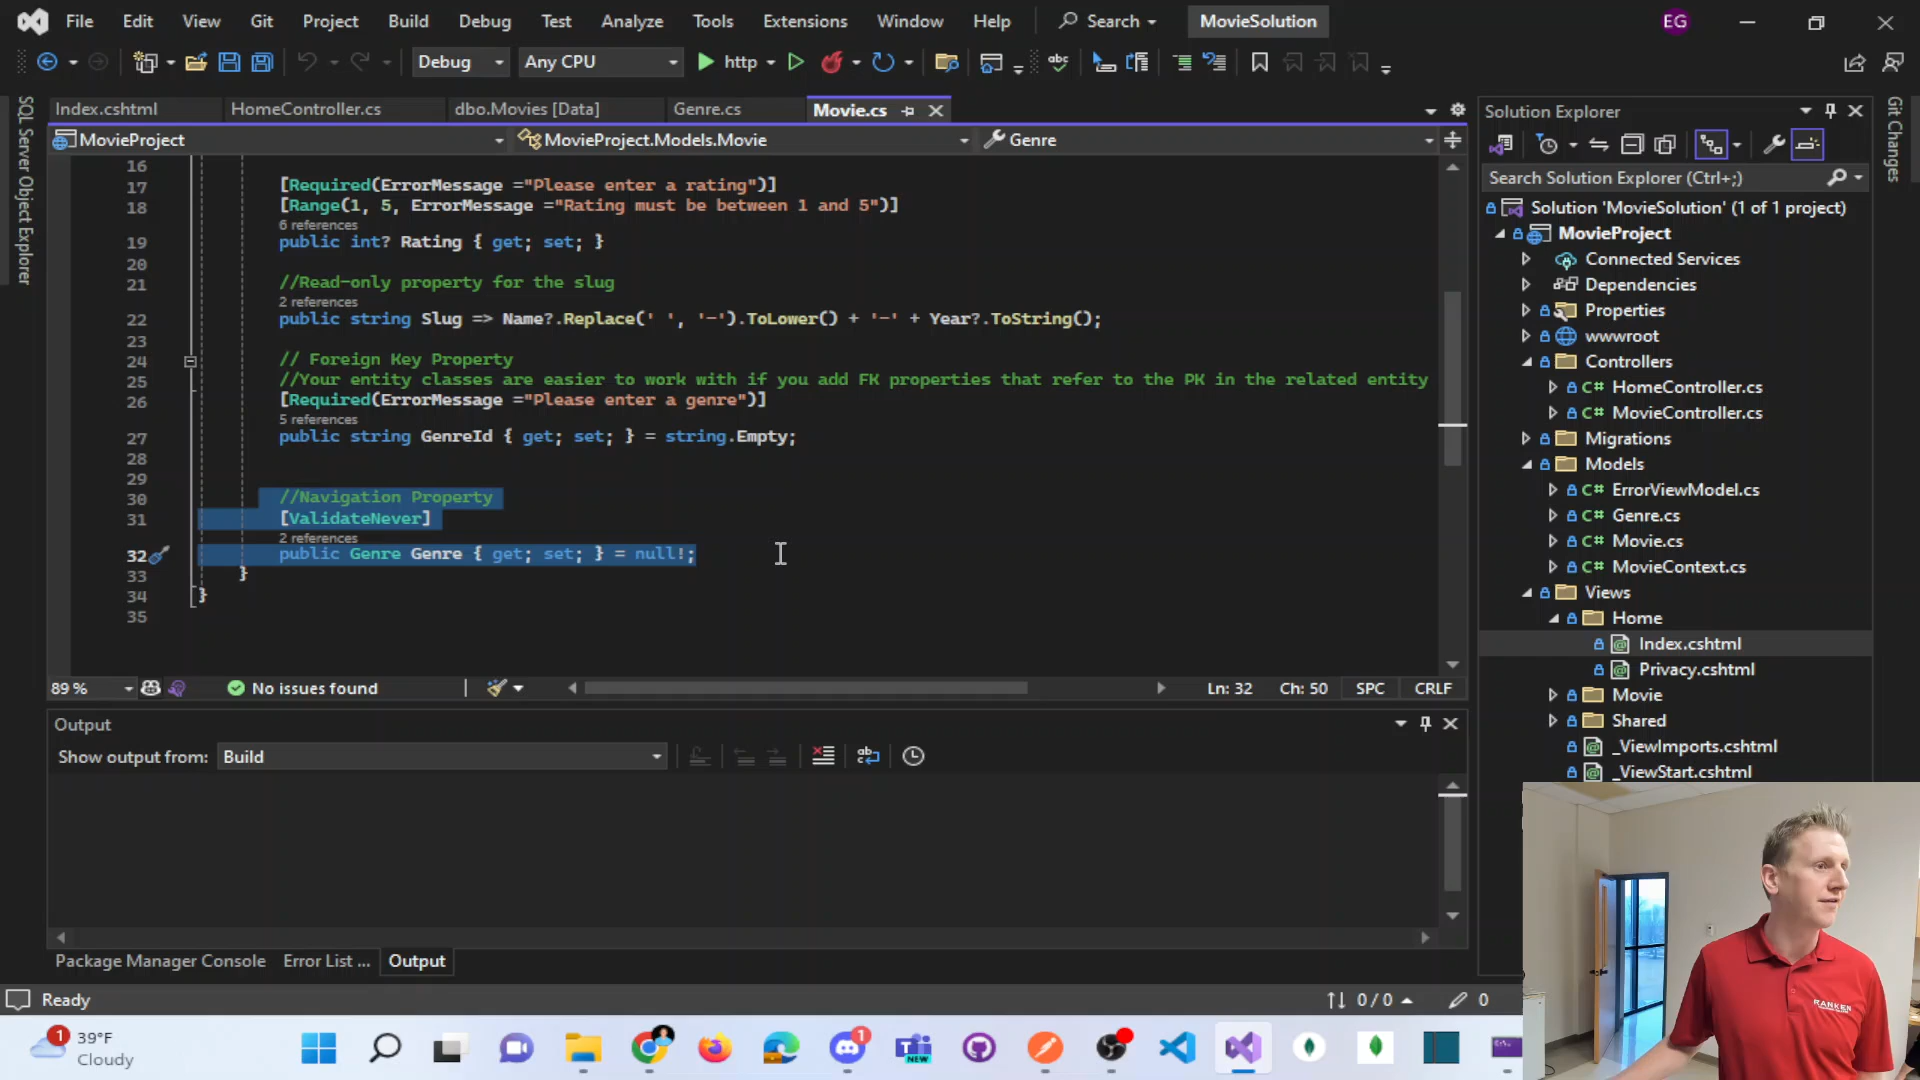 File Edit View Git Project Build Debug Test Analyze Tools Extensions Window Help Search MovieSolution EG
Debug Any CPU http
Index.cshtml HomeController.cs dbo.Movies [Data] Genre.cs Movie.cs
MovieProject MovieProject.Models.Movie Genre
SQL Server Object Explorer
16
17 [Required(ErrorMessage ="Please enter a rating")]
18 [Range(1, 5, ErrorMessage ="Rating must be between 1 and 5")]
6 references
19 public int? Rating { get; set; }
20
21 //Read-only property for the slug
2 references
22 public string Slug => Name?.Replace(' ', '-').ToLower() + '-' + Year?.ToString();
23
24 // Foreign Key Property
25 //Your entity classes are easier to work with if you add FK properties that refer to the PK in the related entity
26 [Required(ErrorMessage ="Please enter a genre")]
5 references
27 public string GenreId { get; set; } = string.Empty;
28
29
30 //Navigation Property
31 [ValidateNever]
2 references
32 public Genre Genre { get; set; } = null!;
33 }
34 }
35
89 % No issues found Ln: 32 Ch: 50 SPC CRLF
Output
Show output from: Build
Package Manager Console Error List ... Output
Solution Explorer
Search Solution Explorer (Ctrl+;)
Solution 'MovieSolution' (1 of 1 project)
MovieProject
Connected Services
Dependencies
Properties
wwwroot
Controllers
C# HomeController.cs
C# MovieController.cs
Migrations
Models
C# ErrorViewModel.cs
C# Genre.cs
C# Movie.cs
C# MovieContext.cs
Views
Home
Index.cshtml
Privacy.cshtml
Movie
Shared
_ViewImports.cshtml
_ViewStart.cshtml
Git Changes
RANKEN
Ready 0 / 0 0
1 39°F
Cloudy
1
NEW